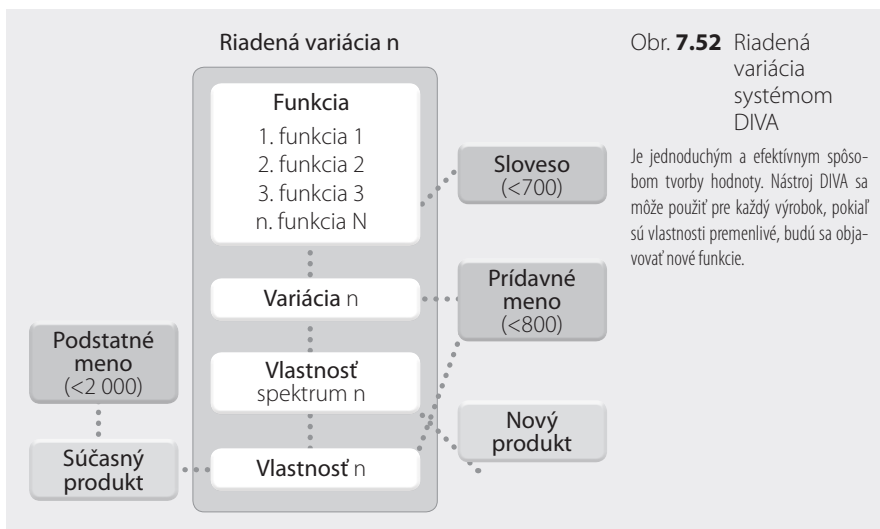 Riadená variácia n
Funkcia
1. funkcia 1
2. funkcia 2
3. funkcia 3
n. funkcia N
Variácia n
Vlastnosť
spektrum n
Vlastnosť n
Podstatné
meno
(<2 000)
Súčasný
produkt
Sloveso
(<700)
Prídavné
meno
(<800)
Nový
produkt
Obr. 7.52 Riadená
variácia
systémom
DIVA
Je jednoduchým a efektívnym spôso-
bom tvorby hodnoty. Nástroj DIVA sa
môže použiť pre každý výrobok, pokiaľ
sú vlastnosti premenlivé, budú sa obja-
vovať nové funkcie.